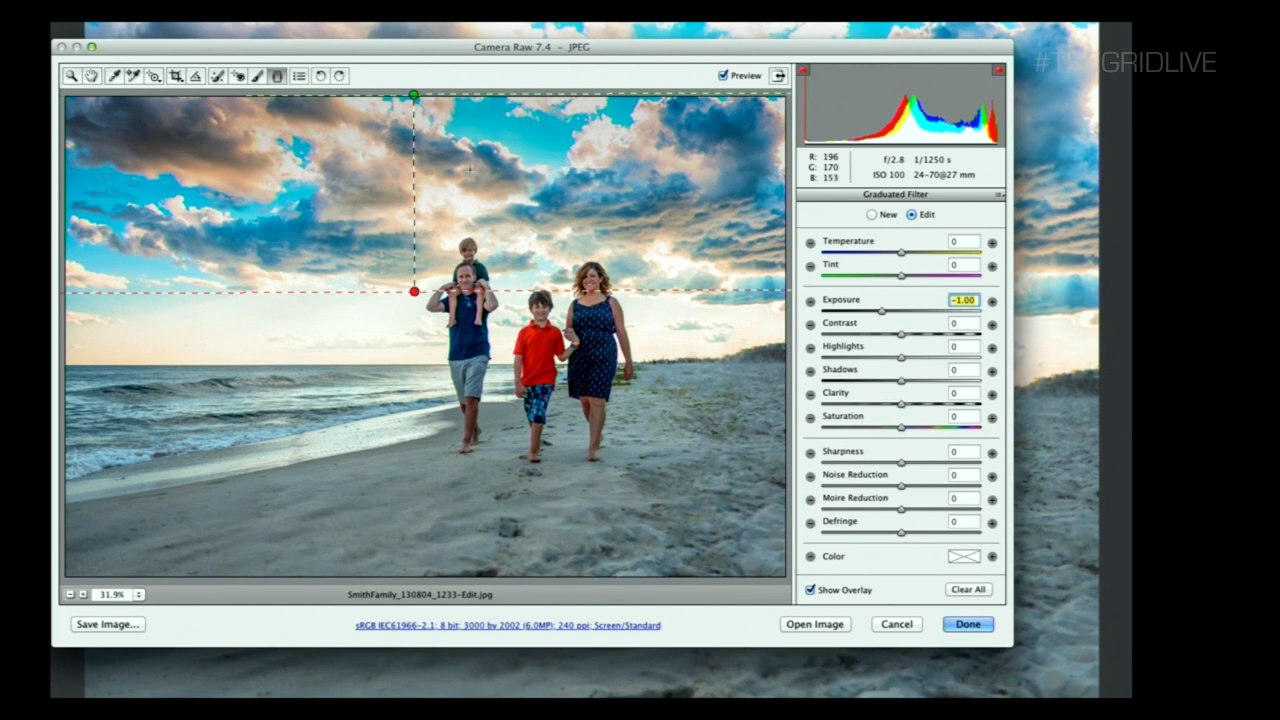 Camera Raw 7.4 – JPEG
#THEGRIDLIVE
Preview
R: 196
G: 170
B: 153
f/2.8 1/1250 s
ISO 100 24-70@27 mm
Graduated Filter
New Edit
Temperature 0
Tint 0
Exposure -1.00
Contrast 0
Highlights 0
Shadows 0
Clarity 0
Saturation 0
Sharpness 0
Noise Reduction 0
Moire Reduction 0
Defringe 0
Color
Show Overlay Clear All
31.9% SmithFamily_130804_1233-Edit.jpg
Save Image... sRGB IEC61966-2.1; 8 bit; 3000 by 2002 (6.0MP); 240 ppi; Screen/Standard Open Image Cancel Done